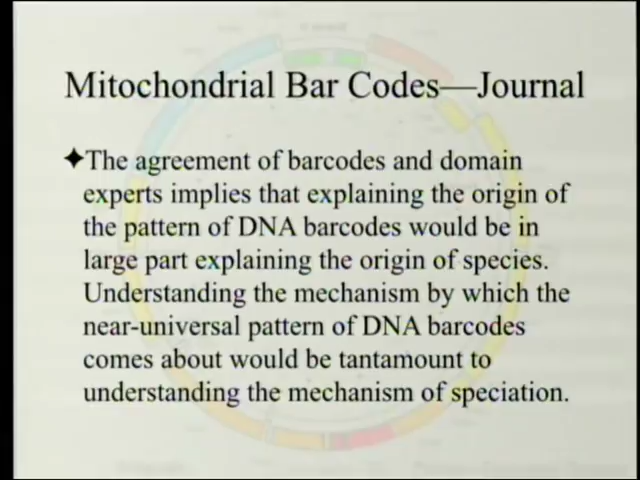 Mitochondrial Bar Codes—Journal
✦The agreement of barcodes and domain
experts implies that explaining the origin of
the pattern of DNA barcodes would be in
large part explaining the origin of species.
Understanding the mechanism by which the
near-universal pattern of DNA barcodes
comes about would be tantamount to
understanding the mechanism of speciation.